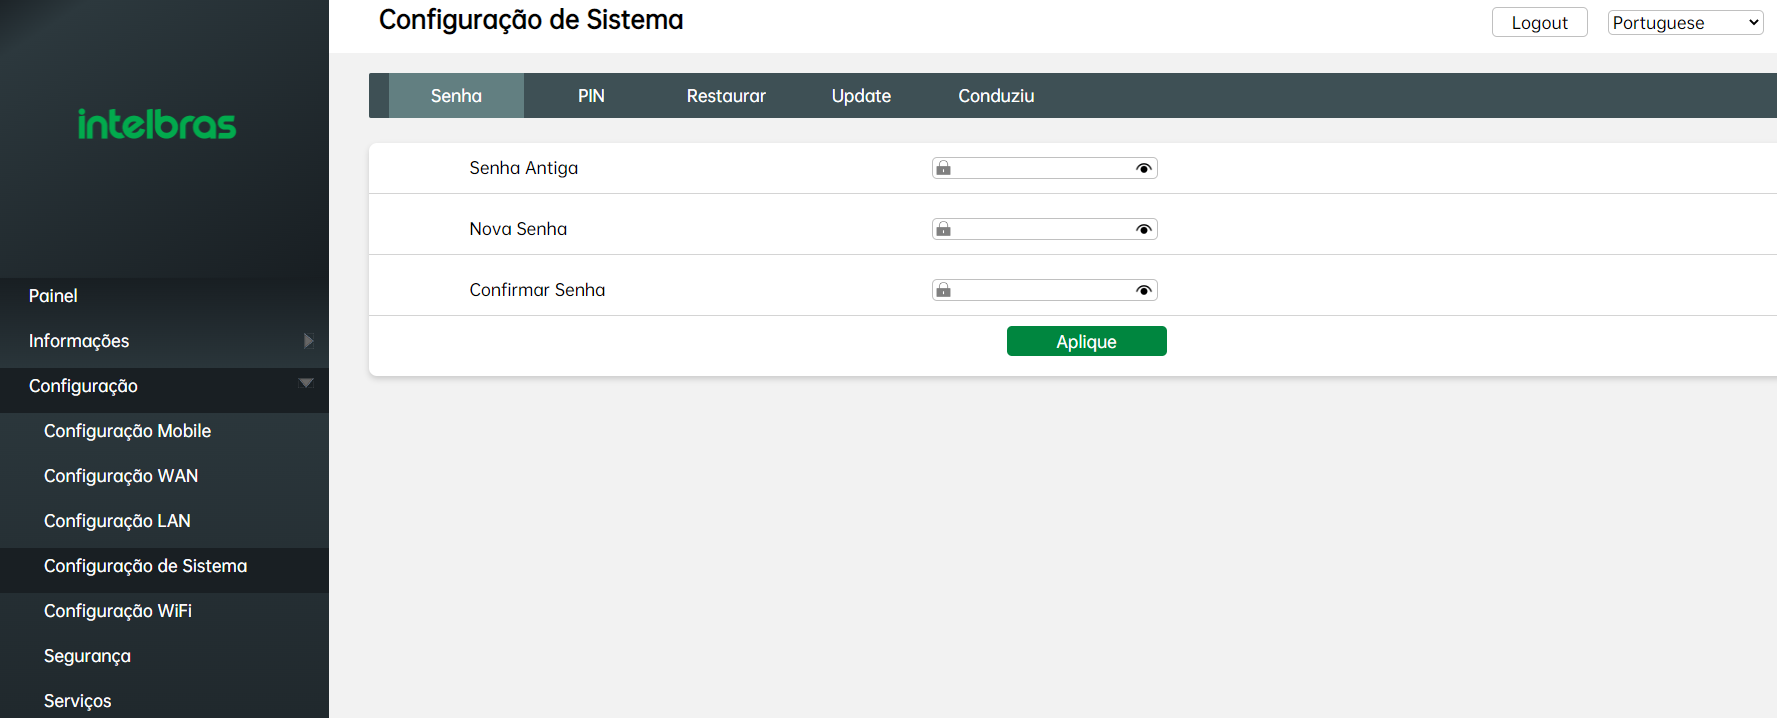 Configuração de Sistema
Logout
Portuguese
intelbras
Senha
PIN
Restaurar
Update
Conduziu
Senha Antiga
Nova Senha
Confirmar Senha
Aplique
Painel
Informações
Configuração
Configuração Mobile
Configuração WAN
Configuração LAN
Configuração de Sistema
Configuração WiFi
Segurança
Serviços